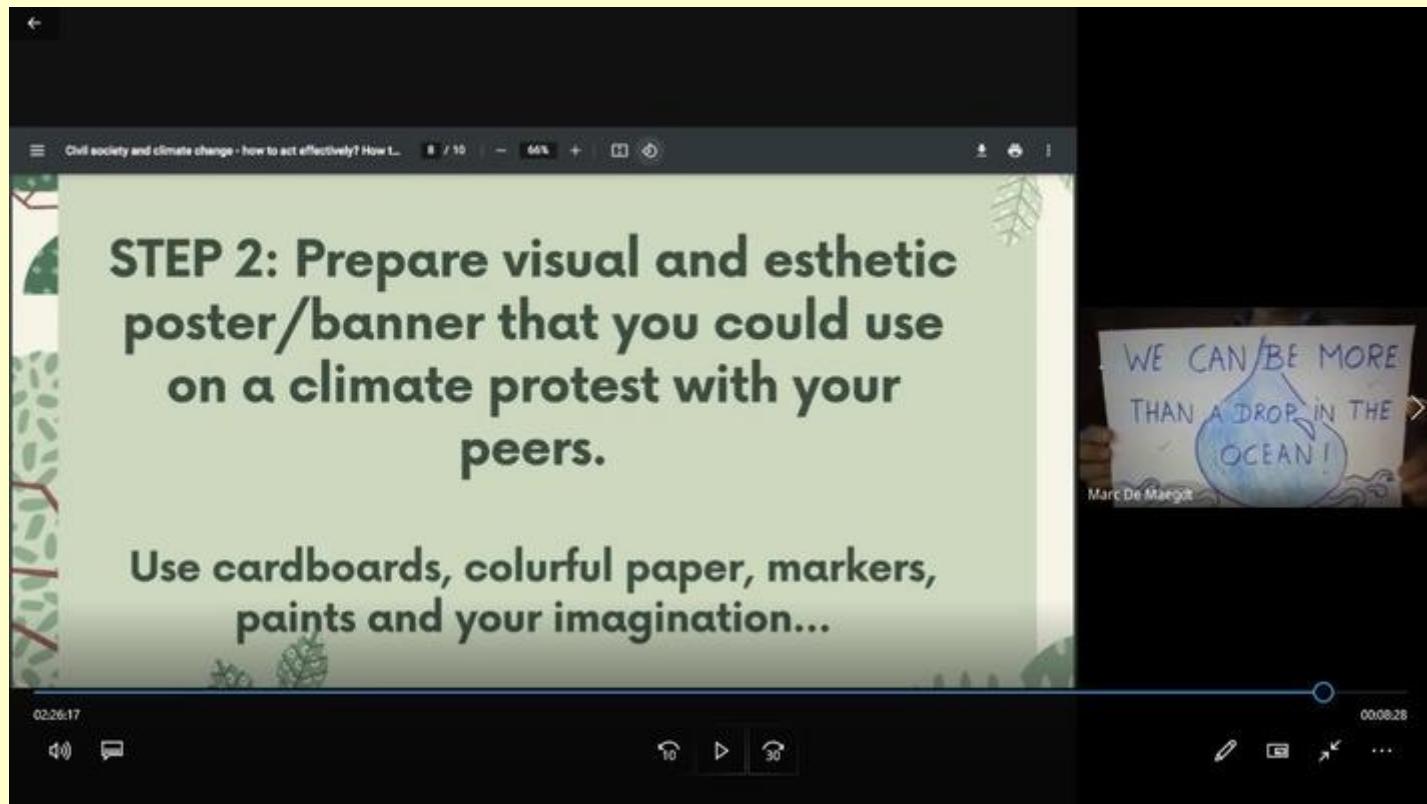 Civil society and climate change - how to act effectively? How t...
8 / 10
66%
STEP 2: Prepare visual and esthetic
poster/banner that you could use
on a climate protest with your
peers.
Use cardboards, colurful paper, markers,
paints and your imagination...
WE CAN BE MORE
THAN A DROP IN THE
OCEAN!
Marc De Maegdt
02:26:17
00:08:28
10
30